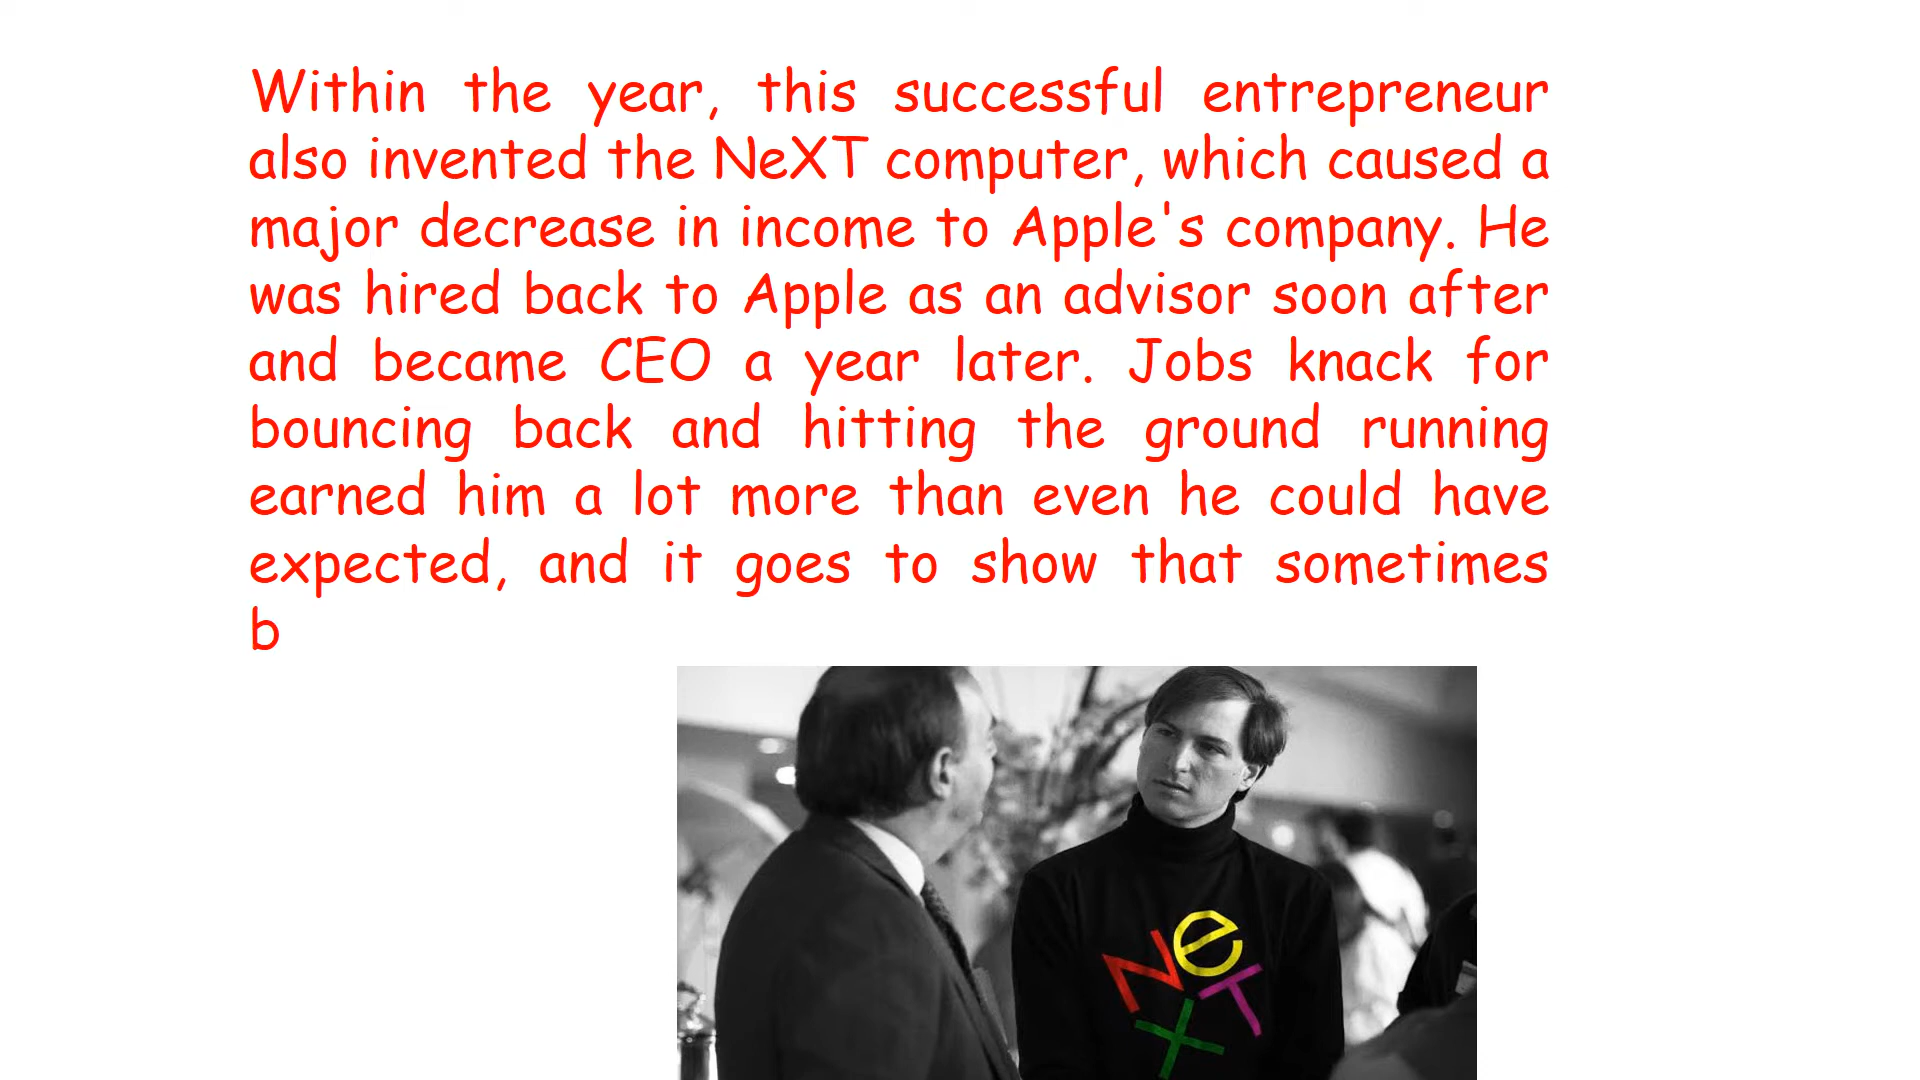 Within the year, this successful entrepreneur
also invented the NeXT computer, which caused a
major decrease in income to Apple's company. He
was hired back to Apple as an advisor soon after
and became CEO a year later. Jobs knack for
bouncing back and hitting the ground running
earned him a lot more than even he could have
expected, and it goes to show that sometimes
b
NeXT